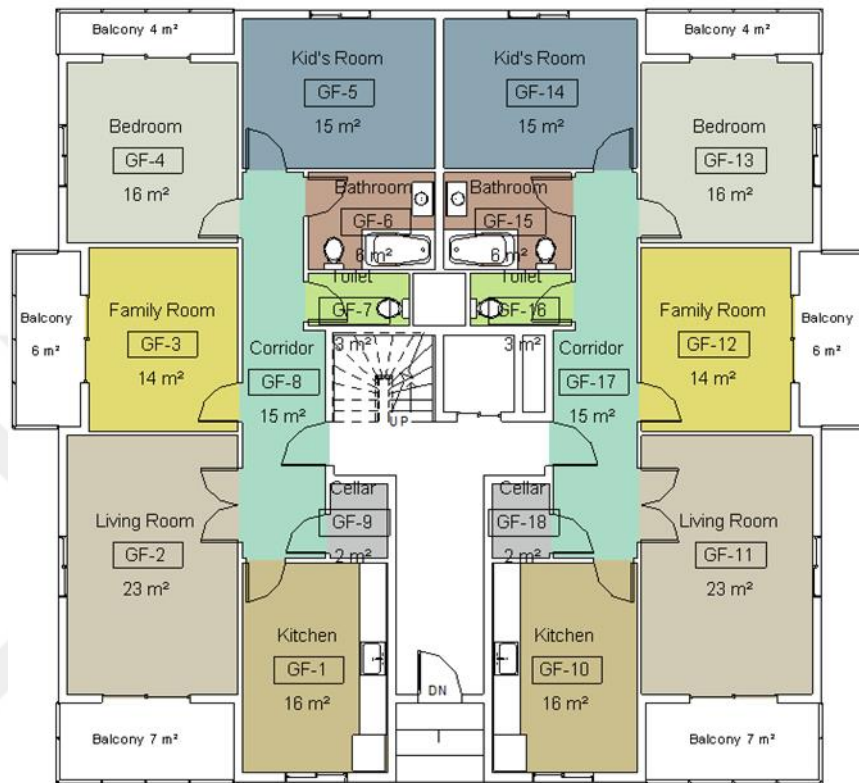 Balcony 4 m²
Balcony 4 m²
Kid's Room
GF-5
15 m²
Kid's Room
GF-14
15 m²
Bedroom
GF-4
16 m²
Bedroom
GF-13
16 m²
Bathroom
GF-6
6 m²
Bathroom
GF-15
6 m²
Toilet
GF-7
3 m²
Toilet
GF-16
3 m²
Balcony
6 m²
Family Room
GF-3
14 m²
Family Room
GF-12
14 m²
Balcony
6 m²
Corridor
GF-8
15 m²
Corridor
GF-17
15 m²
UP
Living Room
GF-2
23 m²
Cellar
GF-9
2 m²
Cellar
GF-18
2 m²
Living Room
GF-11
23 m²
Kitchen
GF-1
16 m²
Kitchen
GF-10
16 m²
DN
Balcony 7 m²
Balcony 7 m²